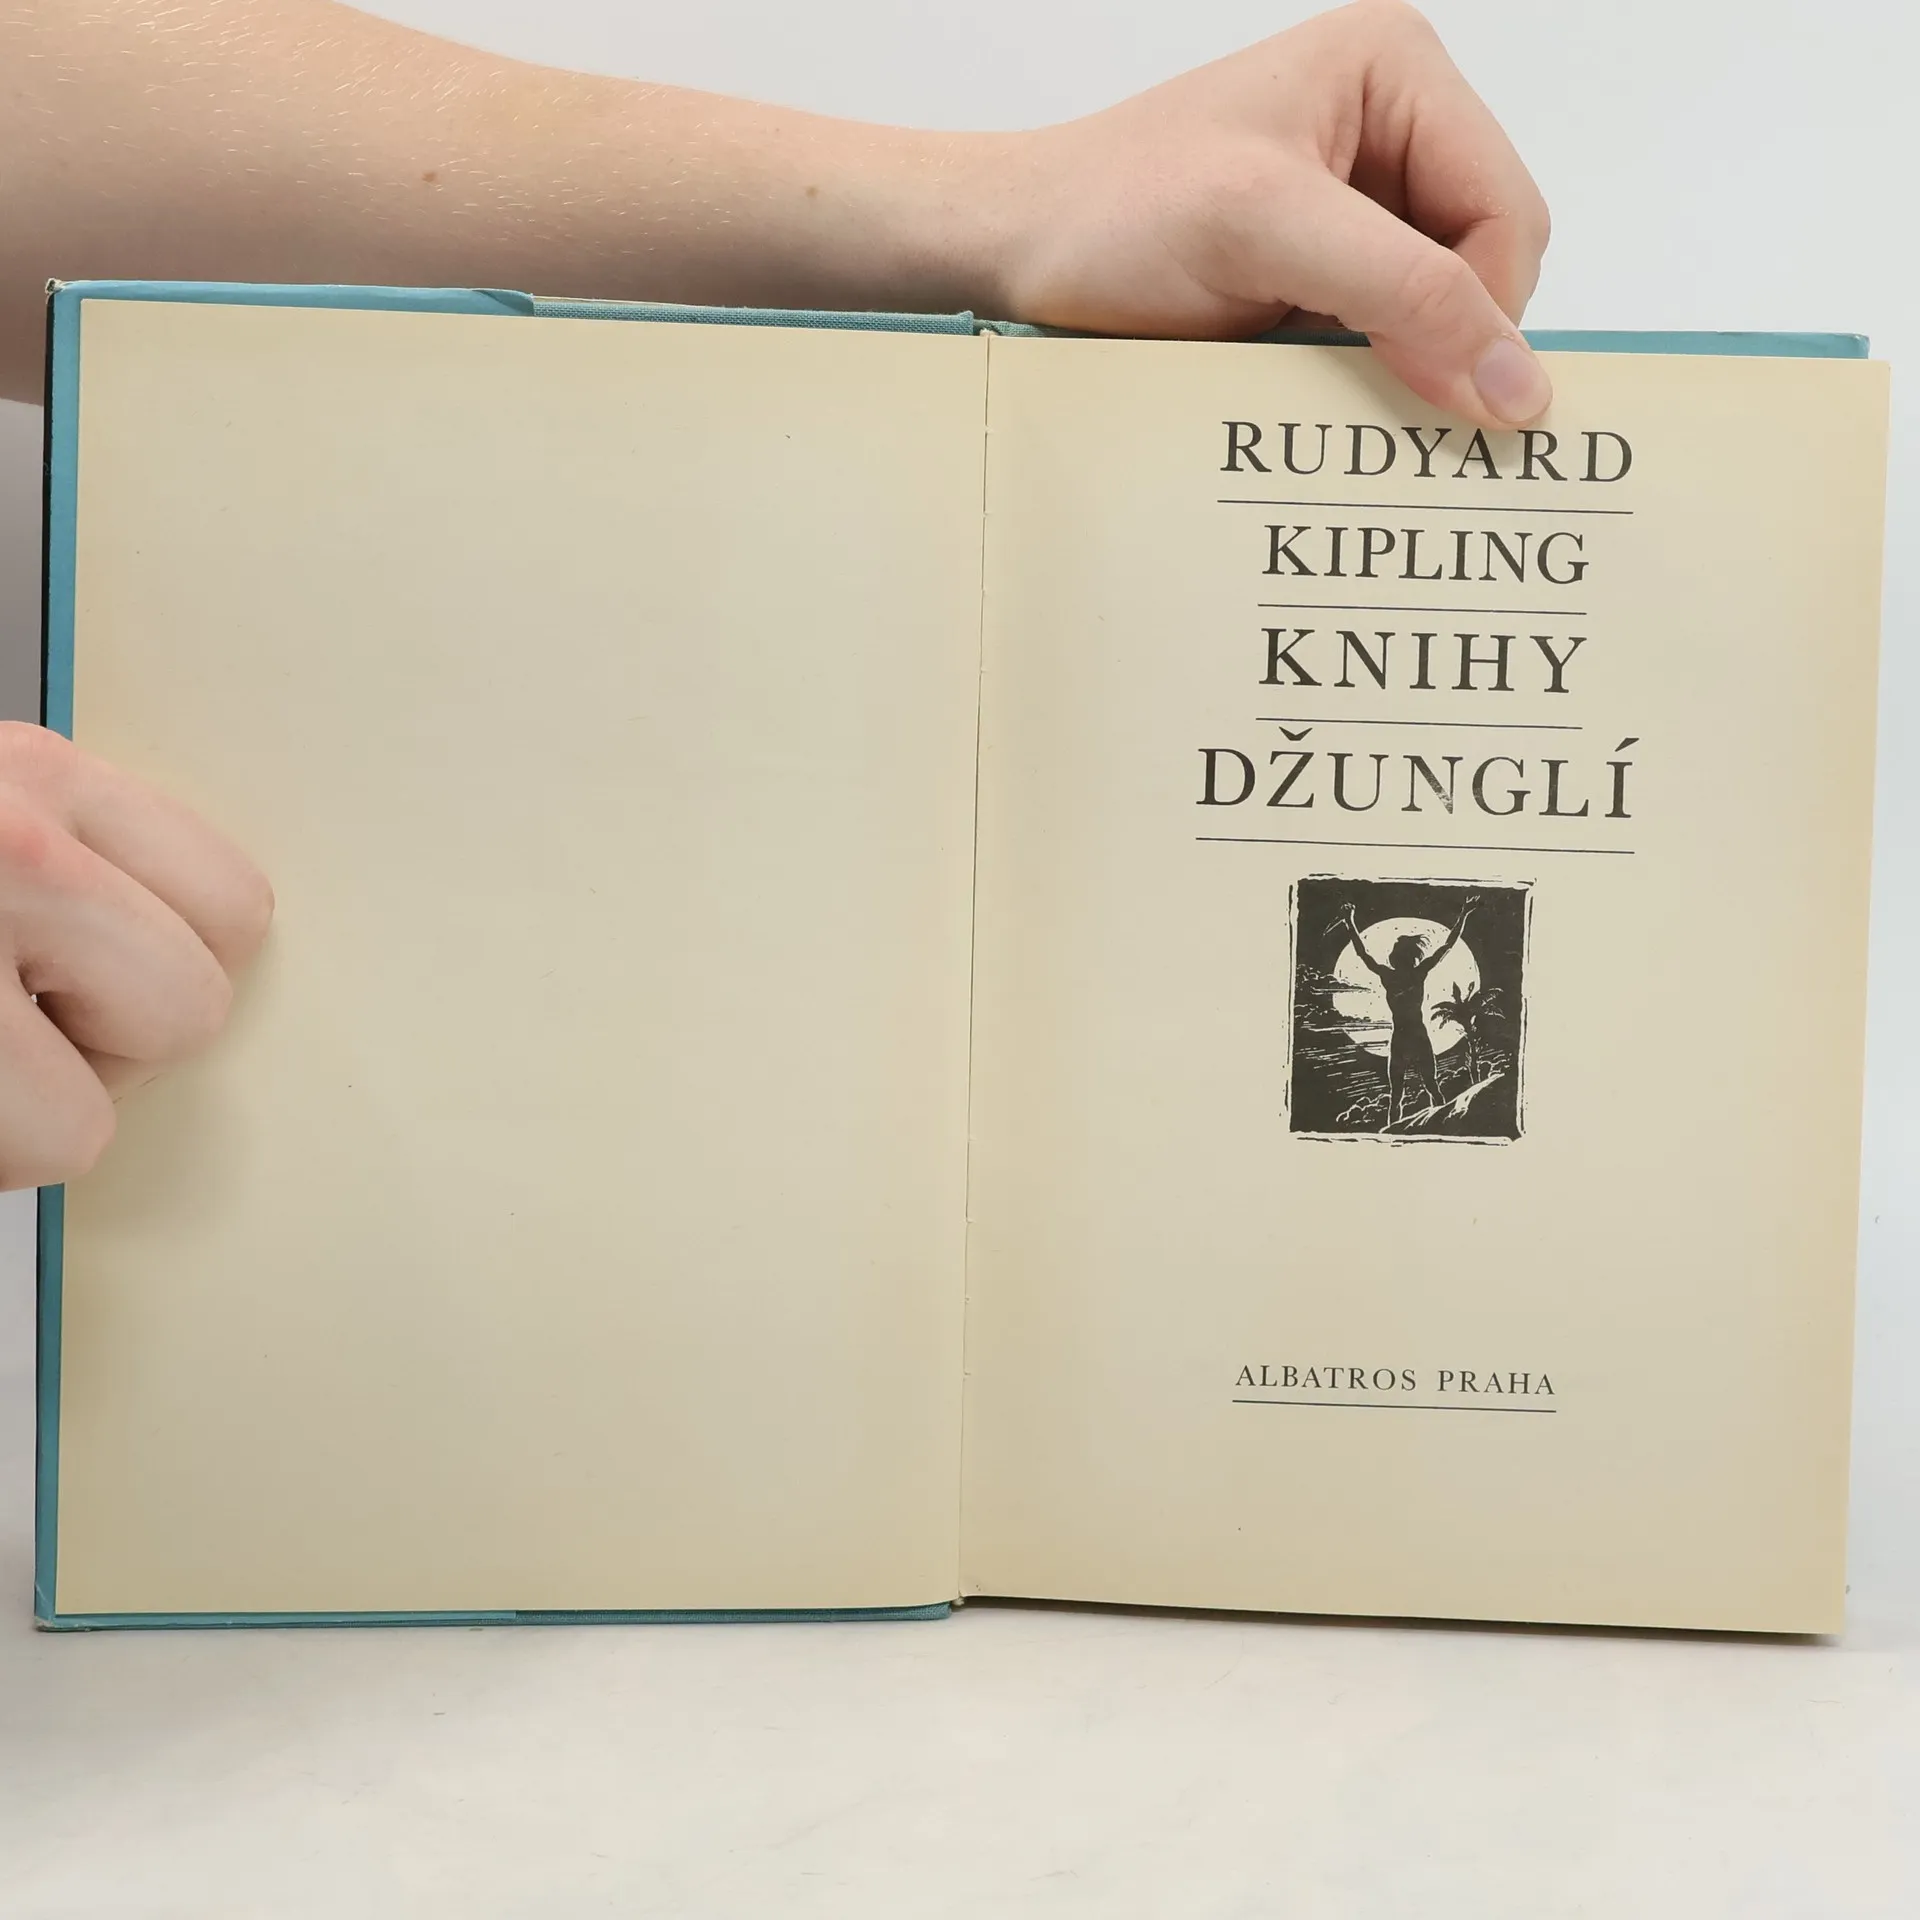 RUDYARD
KIPLING
KNIHY
DŽUNGLÍ
ALBATROS PRAHA